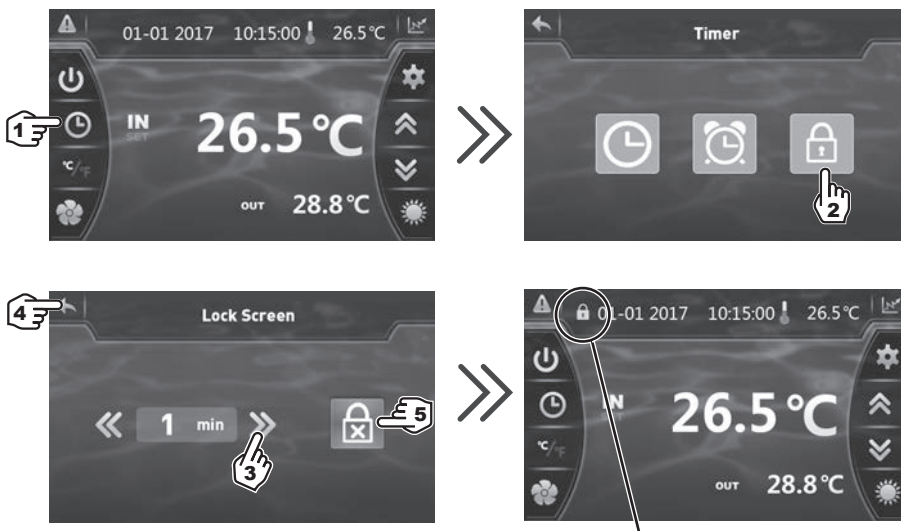 01-01 2017 10:15:00 26.5°C
1
IN
SET
26.5°C
°C/°F
OUT 28.8°C
Timer
2
4
Lock Screen
1 min
5
3
01-01 2017 10:15:00 26.5°C
IN
26.5°C
°C/°F
OUT 28.8°C